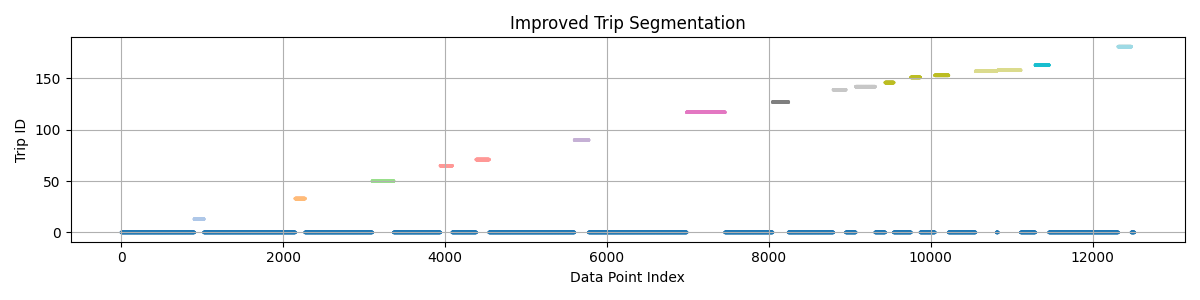 Improved Trip Segmentation
Trip ID
150
100
50
0
0 2000 4000 6000 8000 10000 12000
Data Point Index